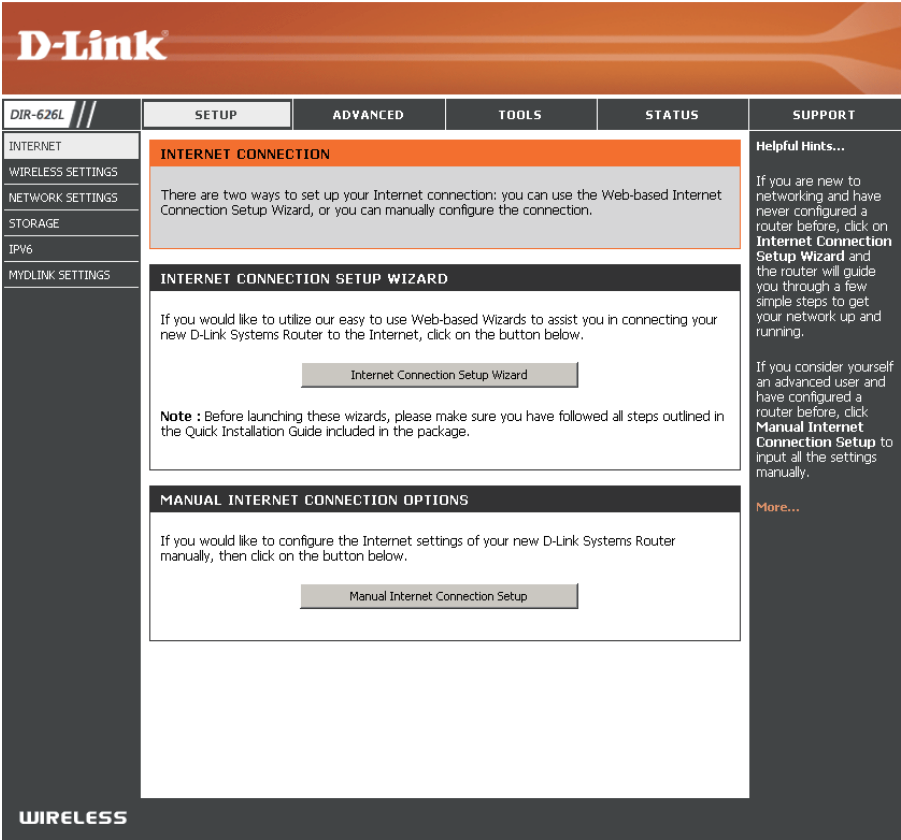 D-Link
DIR-626L
SETUP
ADVANCED
TOOLS
STATUS
SUPPORT
INTERNET
WIRELESS SETTINGS
NETWORK SETTINGS
STORAGE
IPV6
MYDLINK SETTINGS
INTERNET CONNECTION
There are two ways to set up your Internet connection: you can use the Web-based Internet
Connection Setup Wizard, or you can manually configure the connection.
INTERNET CONNECTION SETUP WIZARD
If you would like to utilize our easy to use Web-based Wizards to assist you in connecting your
new D-Link Systems Router to the Internet, click on the button below.
Internet Connection Setup Wizard
Note : Before launching these wizards, please make sure you have followed all steps outlined in
the Quick Installation Guide included in the package.
MANUAL INTERNET CONNECTION OPTIONS
If you would like to configure the Internet settings of your new D-Link Systems Router
manually, then click on the button below.
Manual Internet Connection Setup
Helpful Hints...
If you are new to
networking and have
never configured a
router before, click on
Internet Connection
Setup Wizard and
the router will guide
you through a few
simple steps to get
your network up and
running.
If you consider yourself
an advanced user and
have configured a
router before, click
Manual Internet
Connection Setup to
input all the settings
manually.
More...
WIRELESS